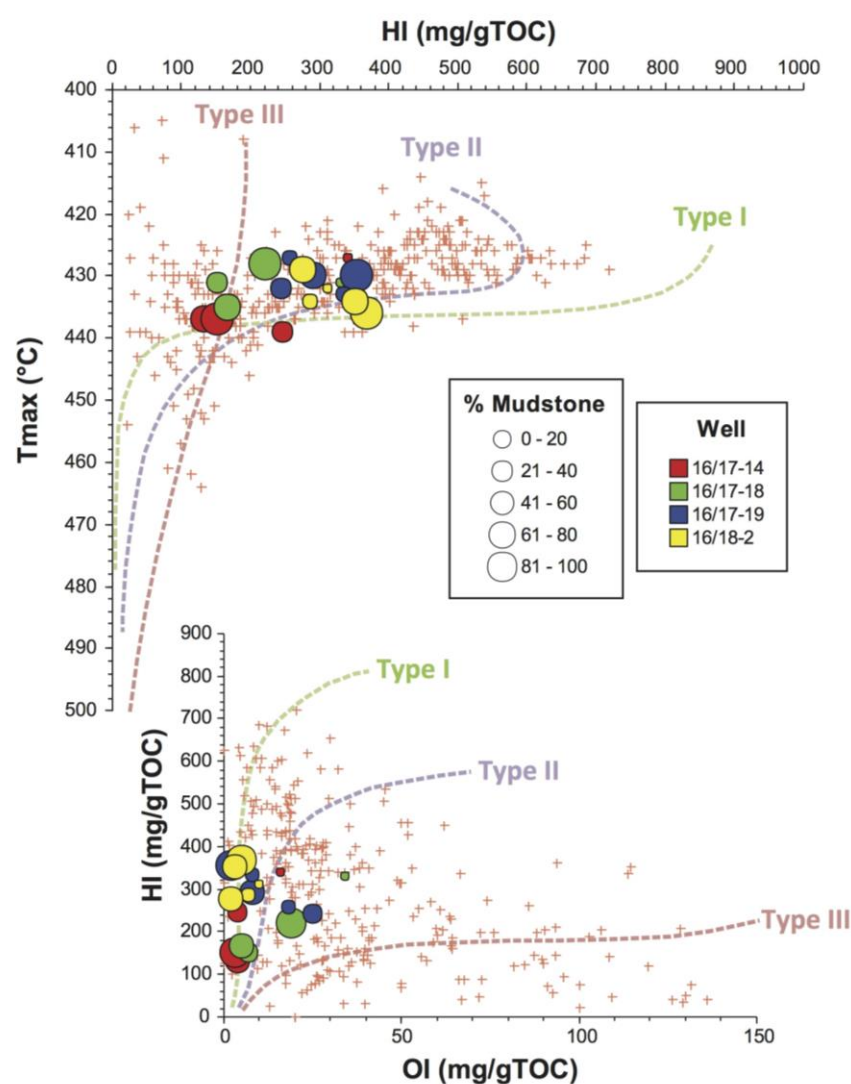 HI (mg/gTOC)
0 100 200 300 400 500 600 700 800 900 1000
400
410
420
430
440
450
460
470
480
490
500
Tmax (°C)
Type III
Type II
Type I
% Mudstone
0 - 20
21 - 40
41 - 60
61 - 80
81 - 100
Well
16/17-14
16/17-18
16/17-19
16/18-2
900
800
700
600
500
400
300
200
100
0
HI (mg/gTOC)
Type I
Type II
Type III
0 50 100 150
OI (mg/gTOC)